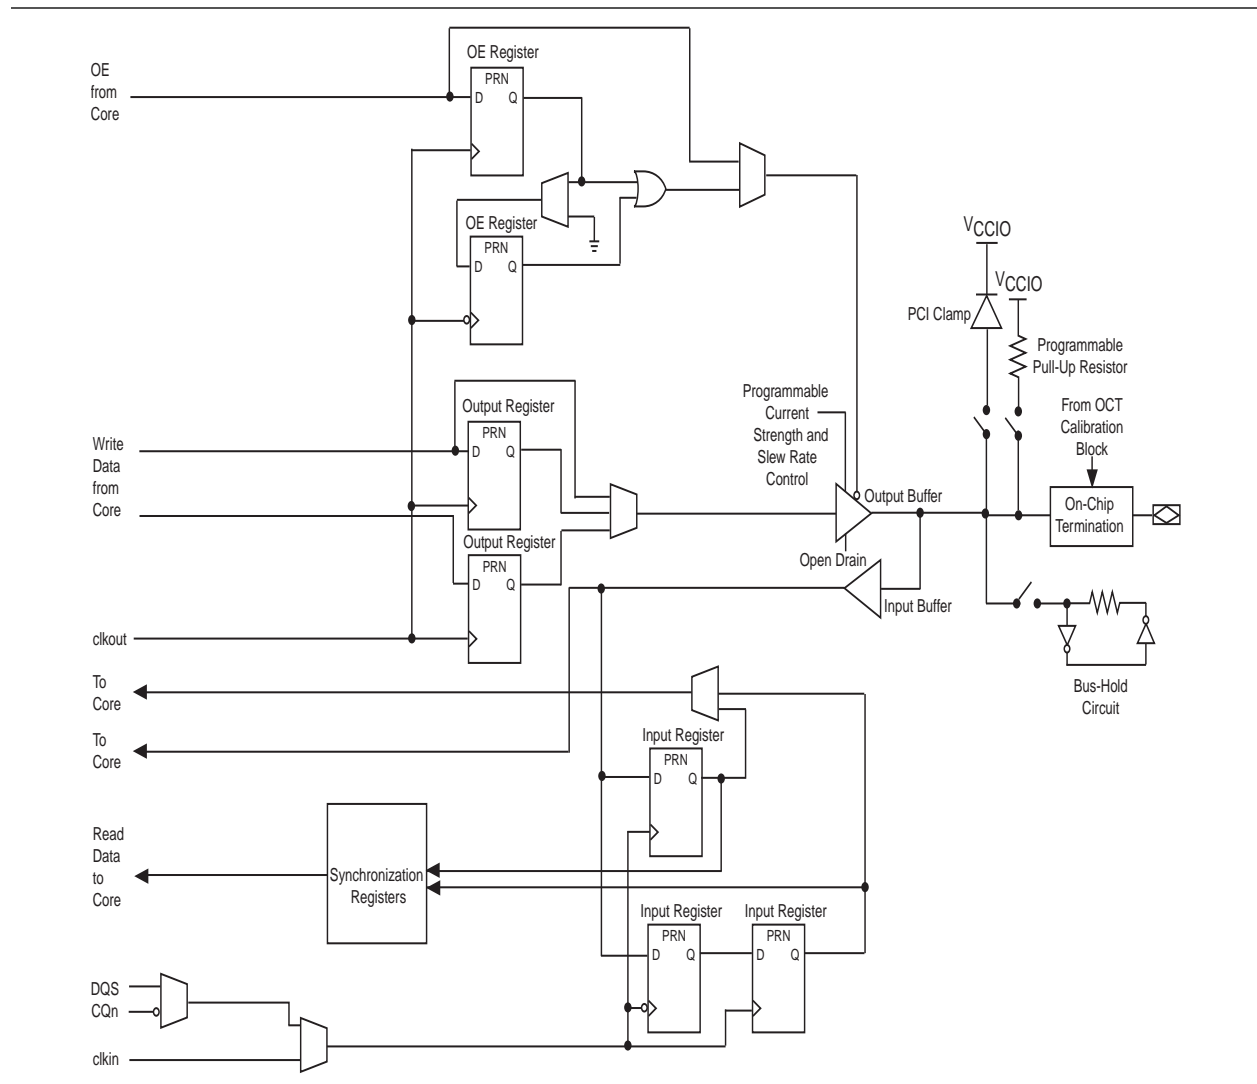 OE
from
Core
OE Register
PRN
D
Q
OE Register
PRN
D
Q
VCCIO
VCCIO
PCI Clamp
Programmable
Pull-Up Resistor
Programmable
Current
Strength and
Slew Rate
Control
From OCT
Calibration
Block
Write
Data
from
Core
Output Register
PRN
D
Q
Output Buffer
On-Chip
Termination
Output Register
PRN
D
Q
Open Drain
Input Buffer
clkout
Bus-Hold
Circuit
To
Core
To
Core
Input Register
PRN
D
Q
Read
Data
to
Core
Synchronization
Registers
Input Register
PRN
D
Q
Input Register
PRN
D
Q
DQS
CQn
clkin